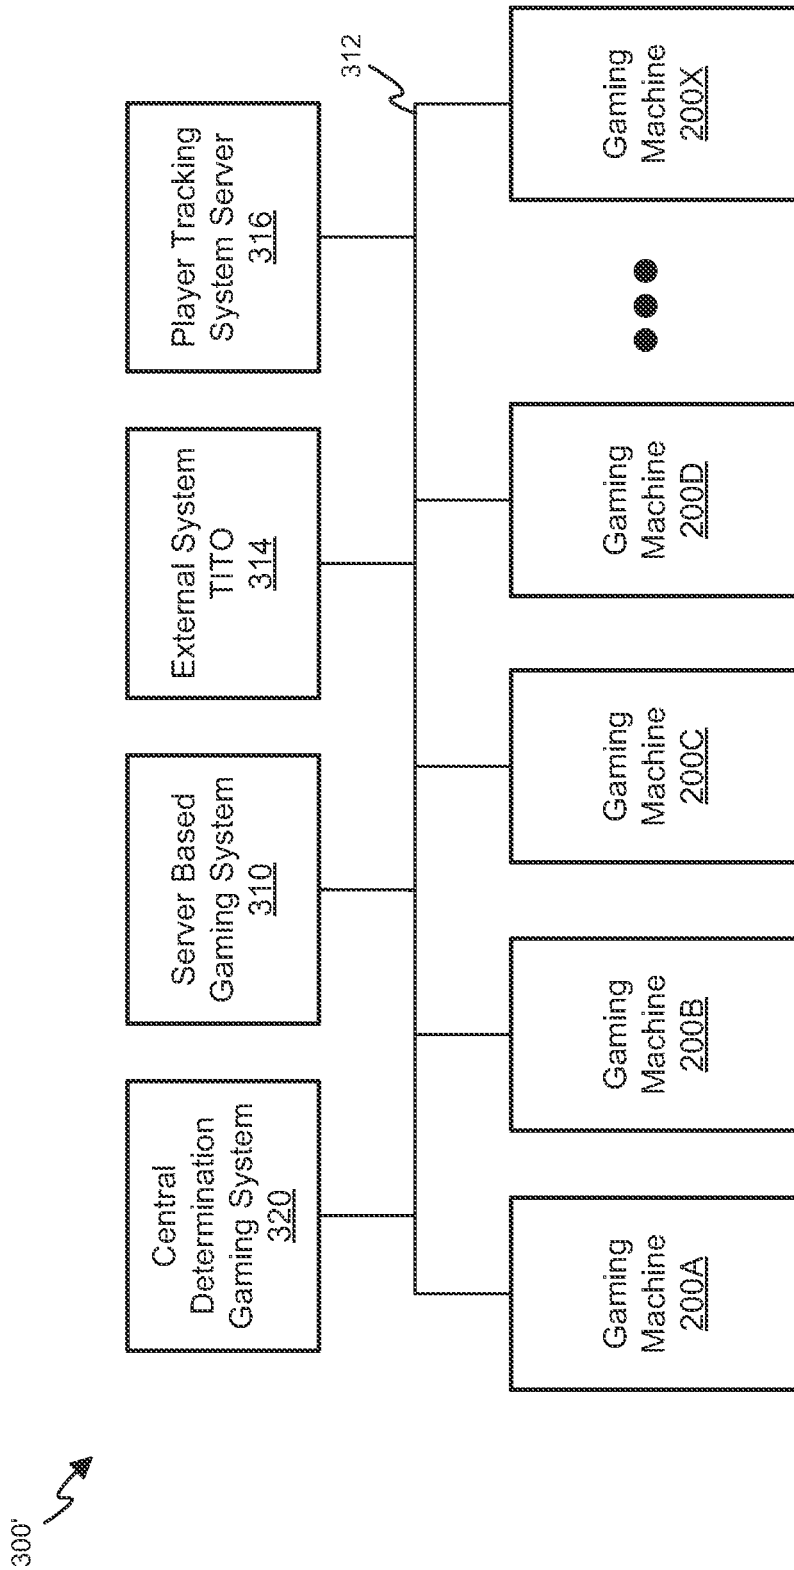 300'
Central
Determination
Gaming System
320
Server Based
Gaming System
310
External System
TITO
314
Player Tracking
System Server
316
312
Gaming
Machine
200A
Gaming
Machine
200B
Gaming
Machine
200C
Gaming
Machine
200D
Gaming
Machine
200X